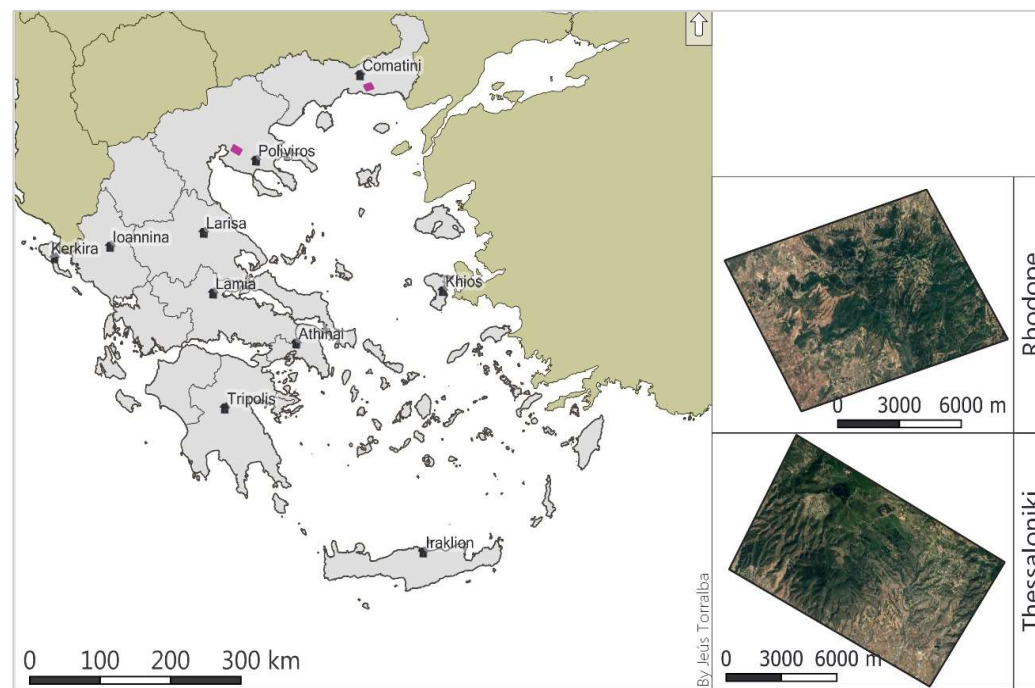 Comatini
Poliviros
Larisa
Ioannina
Kerkira
Lamia
Khios
Athinai
Tripolis
Iraklion
0 100 200 300 km
By Jeús Torralba
Rhodope
0 3000 6000 m
Thessaloniki
0 3000 6000 m